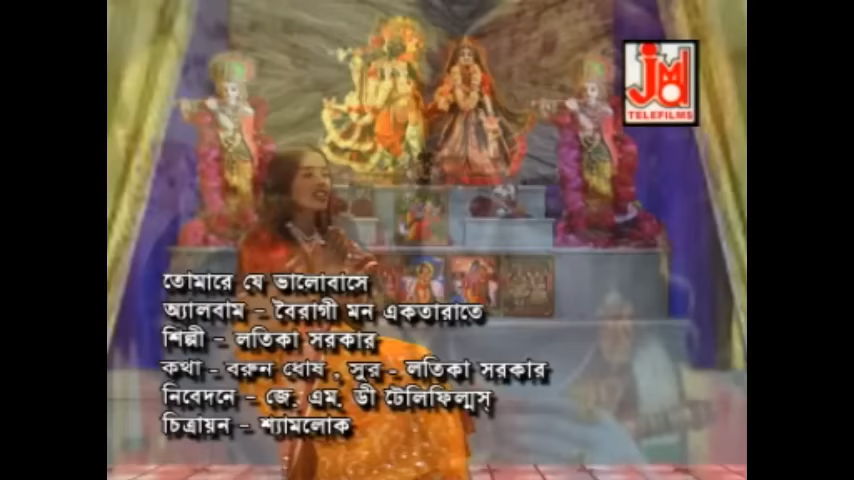 JMD
TELEFILMS
তোমারে যে ভালোবাসে
অ্যালবাম - বৈরাগী মন একতারাতে
শিল্পী - লতিকা সরকার
কথা - বরুন ধোষ , সুর - লতিকা সরকার
নিবেদনে - জে. এম. ডী টেলিফিল্মস্
চিত্রায়ন - শ্যামলোক